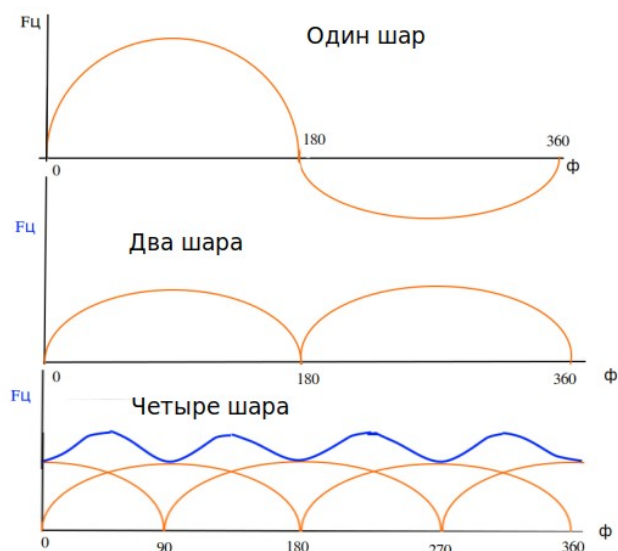 Fц
Один шар
180
360
0
ф
Fц
Два шара
0
180
360
ф
Fц
Четыре шара
ф
0
90
180
270
360